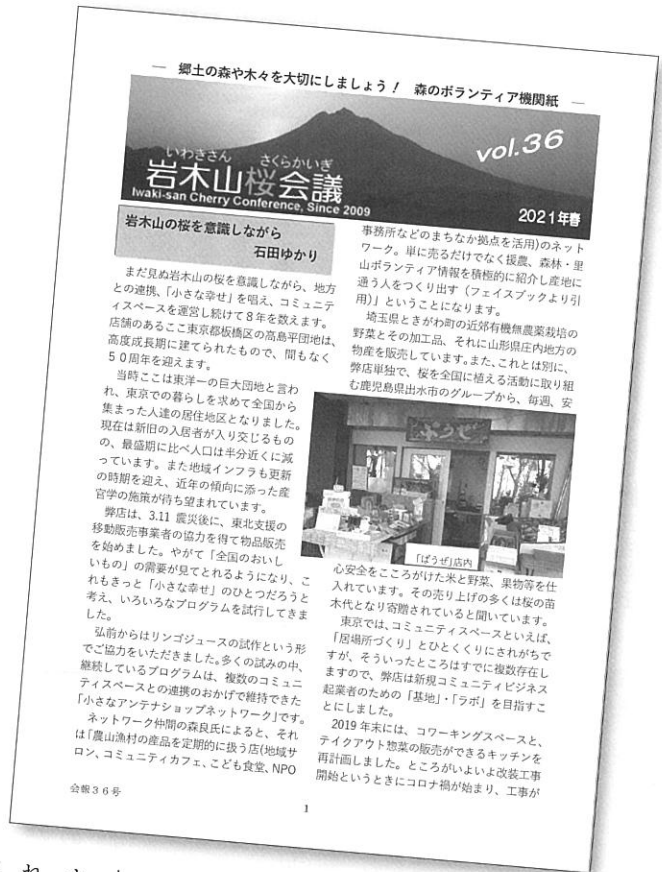 ― 郷土の森や木々を大切にしましょう！ 森のボランティア機関紙 ―
vol.36
いわきさん さくらかいぎ
岩木山桜会議
Iwaki-san Cherry Conference, Since 2009
2021年春
岩木山の桜を意識しながら
石田ゆかり
まだ見ぬ岩木山の桜を意識しながら、地方
との連携、「小さな幸せ」を唱え、コミュニテ
ィスペースを運営し続けて８年を数えます。
店舗のあるここ東京都板橋区の高島平団地は、
高度成長期に建てられたもので、間もなく
５０周年を迎えます。
当時ここは東洋一の巨大団地と言わ
れ、東京での暮らしを求めて全国から
集まった人達の居住地区となりました。
現在は新旧の入居者が入り交じるもの
の、最盛期に比べ人口は半分近くに減
っています。また地域インフラも更新
の時期を迎え、近年の傾向に添った産
官学の施策が待ち望まれています。
弊店は、3.11 震災後に、東北支援の
移動販売事業者の協力を得て物品販売
を始めました。やがて「全国のおいし
いもの」の需要が見てとれるようになり、こ
れもきっと「小さな幸せ」のひとつだろうと
考え、いろいろなプログラムを試行してきま
した。
弘前からはリンゴジュースの試作という形
でご協力をいただきました。多くの試みの中、
継続しているプログラムは、複数のコミュニ
ティスペースとの連携のおかげで維持できた
「小さなアンテナショップネットワーク」です。
ネットワーク仲間の森良氏によると、それ
は「農山漁村の産品を定期的に扱う店(地域サ
ロン、コミュニティカフェ、こども食堂、NPO
事務所などのまちなか拠点を活用)のネット
ワーク。単に売るだけでなく援農、森林・里
山ボランティア情報を積極的に紹介し産地に
通う人をつくり出す（フェイスブックより引
用)」ということになります。
埼玉県ときがわ町の近郊有機無農薬栽培の
野菜とその加工品、それに山形県庄内地方の
物産を販売しています。また、これとは別に、
弊店単独で、桜を全国に植える活動に取り組
む鹿児島県出水市のグループから、毎週、安
「ぱうぜ」店内
心安全をこころがけた米と野菜、果物等を仕
入れています。その売り上げの多くは桜の苗
木代となり寄贈されていると聞いています。
東京では、コミュニティスペースといえば、
「居場所づくり」とひとくくりにされがちで
すが、そういったところはすでに複数存在し
ますので、弊店は新規コミュニティビジネス
起業者のための「基地」・「ラボ」を目指すこ
とにしました。
2019 年末には、コワーキングスペースと、
テイクアウト惣菜の販売ができるキッチンを
再計画しました。ところがいよいよ改装工事
開始というときにコロナ禍が始まり、工事が
会報３６号
1